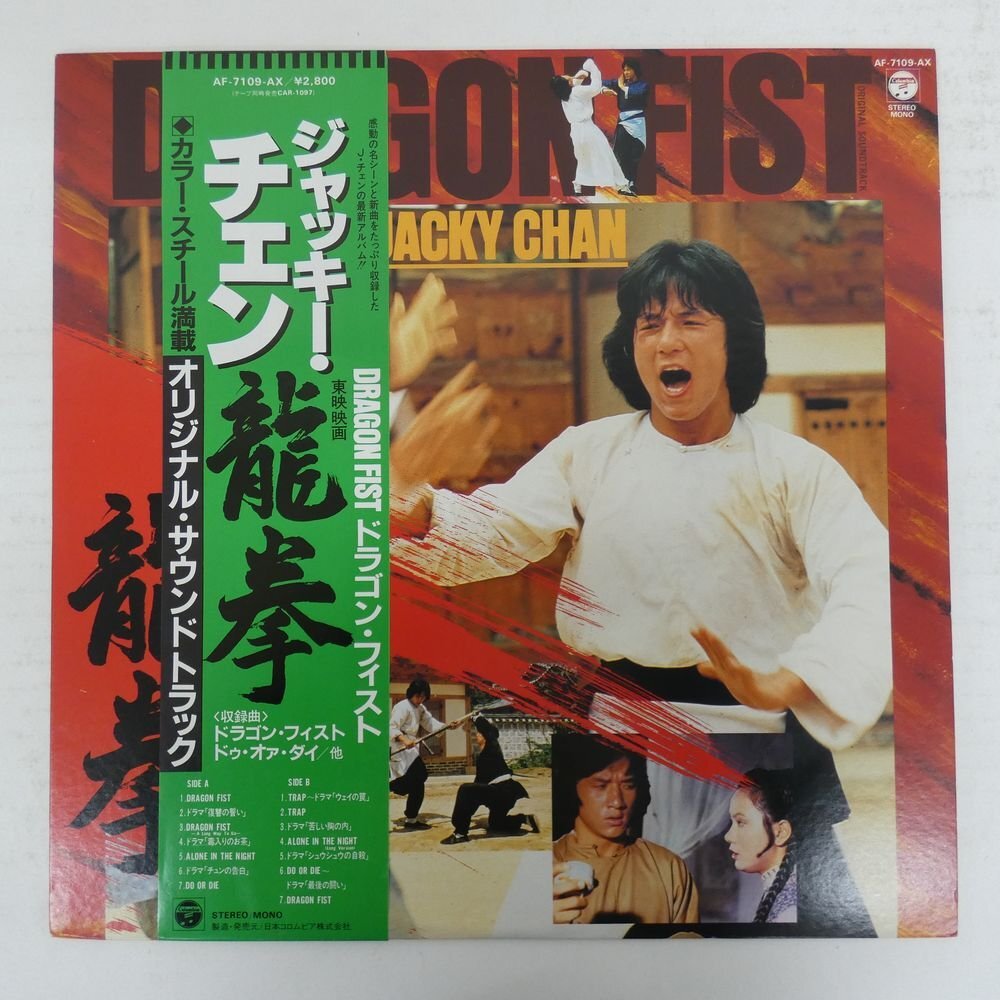 AF-7109-AX/¥2,800
(テープ同時発売CAR-1097)
感動の名シーンと新曲をたっぷり収録した
J・チェンの最新アルバム!!
ジャッキー・
チェン
◆カラー・スチール満載
オリジナル・サウンドトラック
東映映画
龍拳
DRAGON FIST ドラゴン・フィスト
〈収録曲〉
ドラゴン・フィスト
ドゥ・オァ・ダイ/他
SIDE A
1.DRAGON FIST
2.ドラマ「復讐の誓い」
3.DRAGON FIST
—A Long Way To Go—
4.ドラマ「毒入りのお茶」
5.ALONE IN THE NIGHT
6.ドラマ「チュンの告白」
7.DO OR DIE
SIDE B
1.TRAP〜ドラマ「ウェイの罠」
2.TRAP
3.ドラマ「苦しい胸の内」
4.ALONE IN THE NIGHT
(Long Version)
5.ドラマ「シュウシュウの自殺」
6.DO OR DIE〜
ドラマ「最後の闘い」
7.DRAGON FIST
Columbia
STEREO/MONO
製造・発売元/日本コロムビア株式会社
D GON FIST
ORIGINAL SOUNDTRACK
AF-7109-AX
Columbia
STEREO
MONO
JACKY CHAN
龍拳